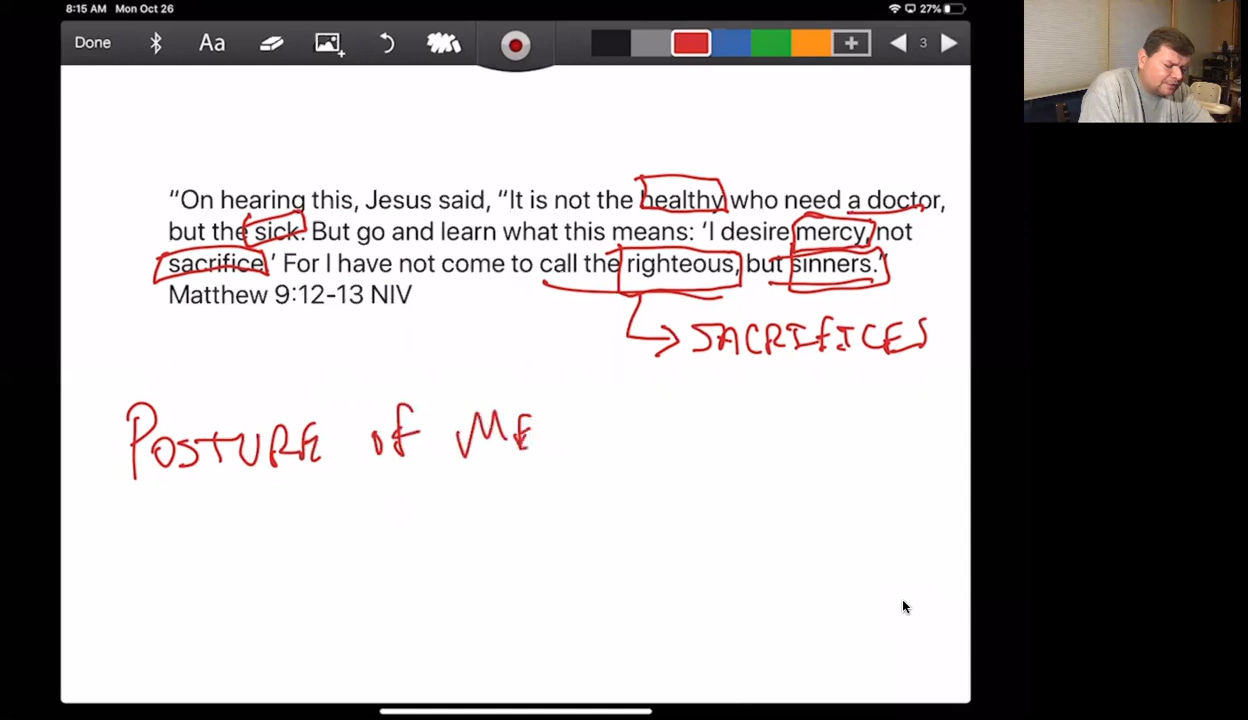 8:15 AM Mon Oct 26
27%
Done
Aa
3
"On hearing this, Jesus said, "It is not the healthy who need a doctor,
but the sick. But go and learn what this means: 'I desire mercy, not
sacrifice.' For I have not come to call the righteous, but sinners."
Matthew 9:12-13 NIV
SACRIFICES
POSTURE of ME